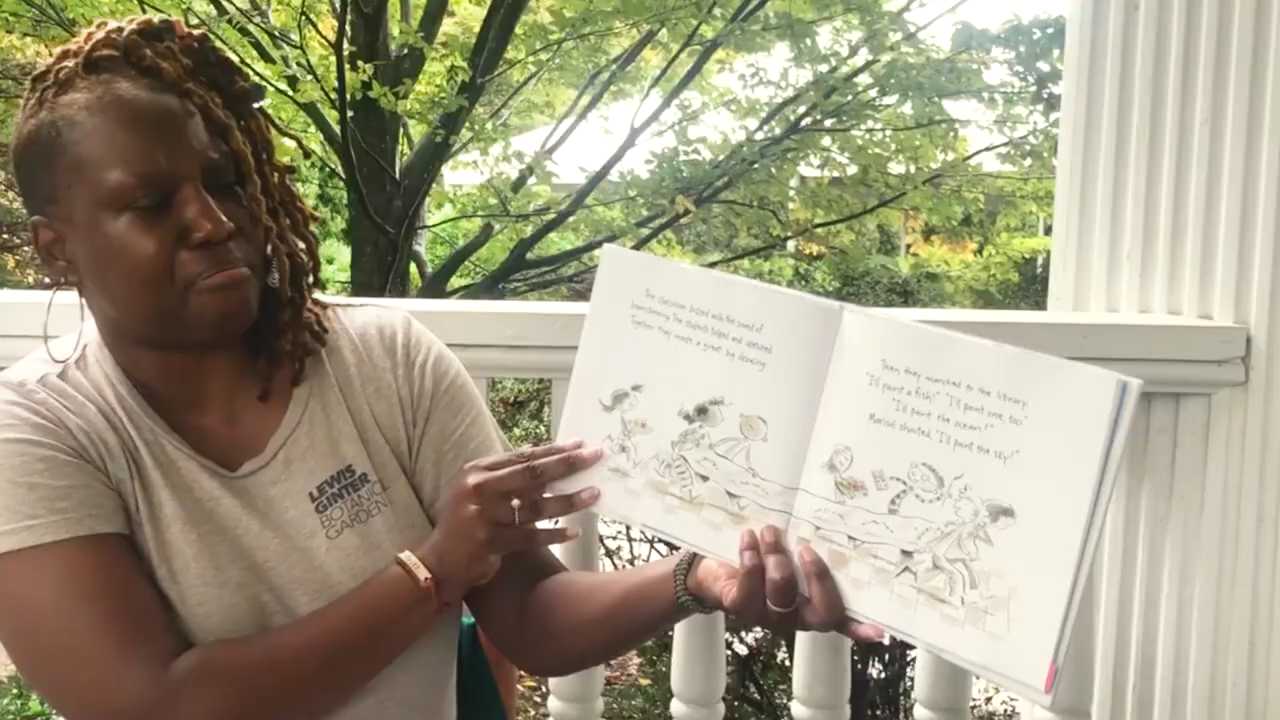 LEWIS
GINTER
BOTANICAL
GARDEN
The classroom buzzed with the sound of
brainstorming. The students talked and sketched.
Together they made a great big drawing.
Then they marched to the library.
"I'll paint a fish!" "I'll paint one, too."
"I'll paint the ocean!"
Marisol shouted, "I'll paint the sky!"